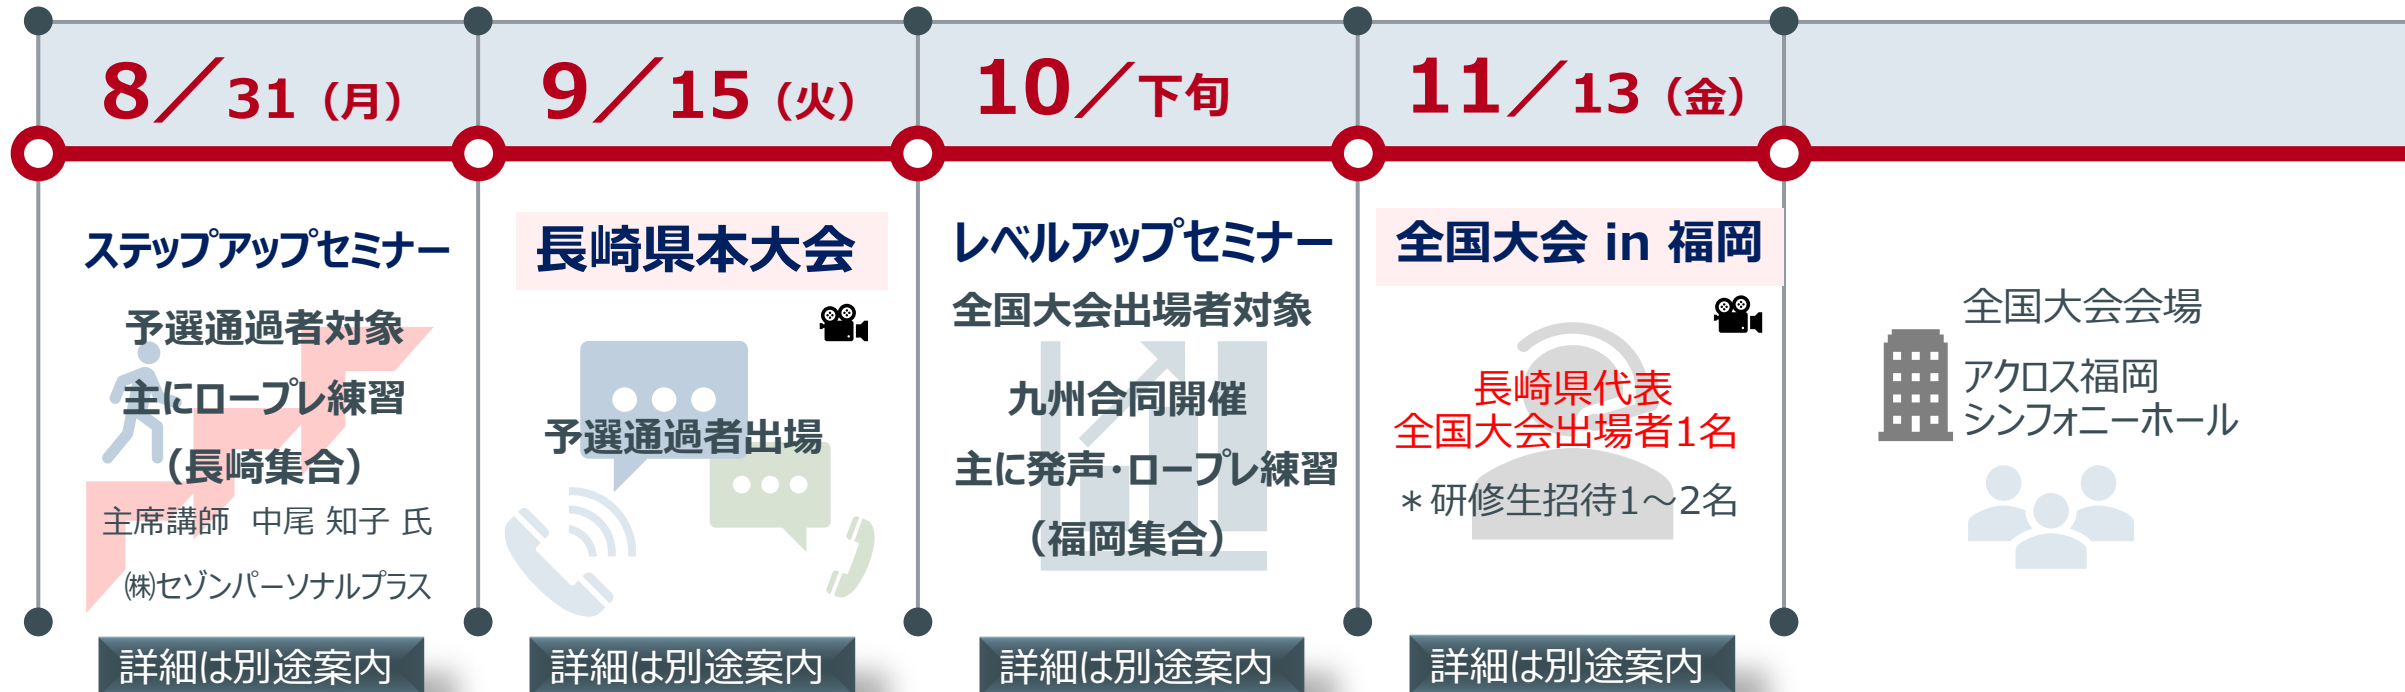 8／31（月）
ステップアップセミナー
予選通過者対象
主にロープレ練習
（長崎集合）
主席講師　中尾 知子 氏
㈱セゾンパーソナルプラス
詳細は別途案内
9／15（火）
長崎県本大会
予選通過者出場
詳細は別途案内
10／下旬
レベルアップセミナー
全国大会出場者対象
九州合同開催
主に発声・ロープレ練習
（福岡集合）
詳細は別途案内
11／13（金）
全国大会 in 福岡
長崎県代表
全国大会出場者1名
＊研修生招待1～2名
詳細は別途案内
全国大会会場
アクロス福岡
シンフォニーホール